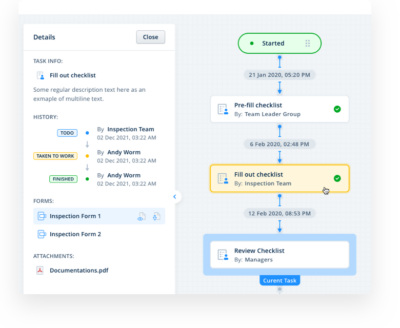 Details
Close
TASK INFO:
Fill out checklist
Some regular description text here as an
exmaple of multiline text.
HISTORY:
TODO
By Inspection Team
02 Dec 2021, 03:22 AM
TAKEN TO WORK
By Andy Worm
02 Dec 2021, 03:22 AM
FINISHED
By Andy Worm
02 Dec 2021, 03:22 AM
FORMS:
Inspection Form 1
Inspection Form 2
ATTACHMENTS:
Documentations.pdf
Started
21 Jan 2020, 05:20 PM
Pre-fill checklist
By: Team Leader Group
6 Feb 2020, 02:48 PM
Fill out checklist
By: Inspection Team
12 Feb 2020, 08:53 PM
Review Checklist
By: Managers
Curent Task